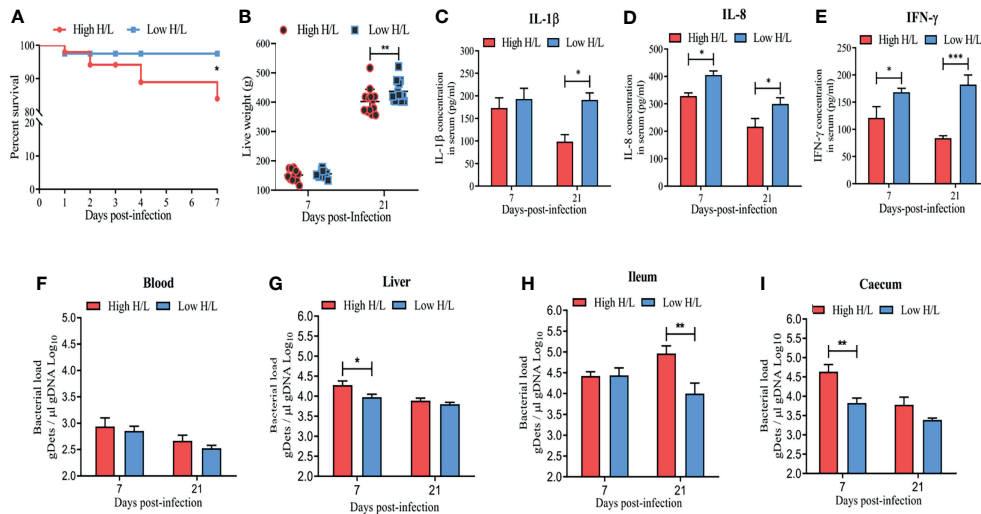 A
High H/L
Low H/L
Percent survival
100
90
80
20
0
*
0 1 2 3 4 5 6 7
Days post-infection
B
High H/L
Low H/L
Live weight (g)
600
500
400
300
200
100
**
7 21
Days post-Infection
C
IL-1β
High H/L
Low H/L
IL-1β concentration
in serum (pg/ml)
300
250
200
150
100
50
0
*
7 21
Days-post-infection
D
IL-8
High H/L
Low H/L
IL-8 concentration
in serum (pg/ml)
500
400
300
200
100
0
*
*
7 21
Days-post-infection
E
IFN-γ
High H/L
Low H/L
IFN-γ concentration
in serum (pg/ml)
250
200
150
100
50
0
*
***
7 21
Days-post-infection
F
Blood
High H/L
Low H/L
Bacterial load
gDets / µl gDNA Log10
5.0
4.5
4.0
3.5
3.0
2.5
2.0
7 21
Days post-infection
G
Liver
High H/L
Low H/L
Bacterial load
gDets / µl gDNA Log10
6.0
5.5
5.0
4.5
4.0
3.5
3.0
2.5
2.0
*
7 21
Days post-infection
H
Ileum
High H/L
Low H/L
Bacterial load
gDets / µl gDNA Log10
6.0
5.5
5.0
4.5
4.0
3.5
3.0
2.5
2.0
**
7 21
Days post-infection
I
Caecum
High H/L
Low H/L
Bacterial load
gDets / µl gDNA Log10
6.0
5.5
5.0
4.5
4.0
3.5
3.0
2.5
2.0
**
7 21
Days post-infection